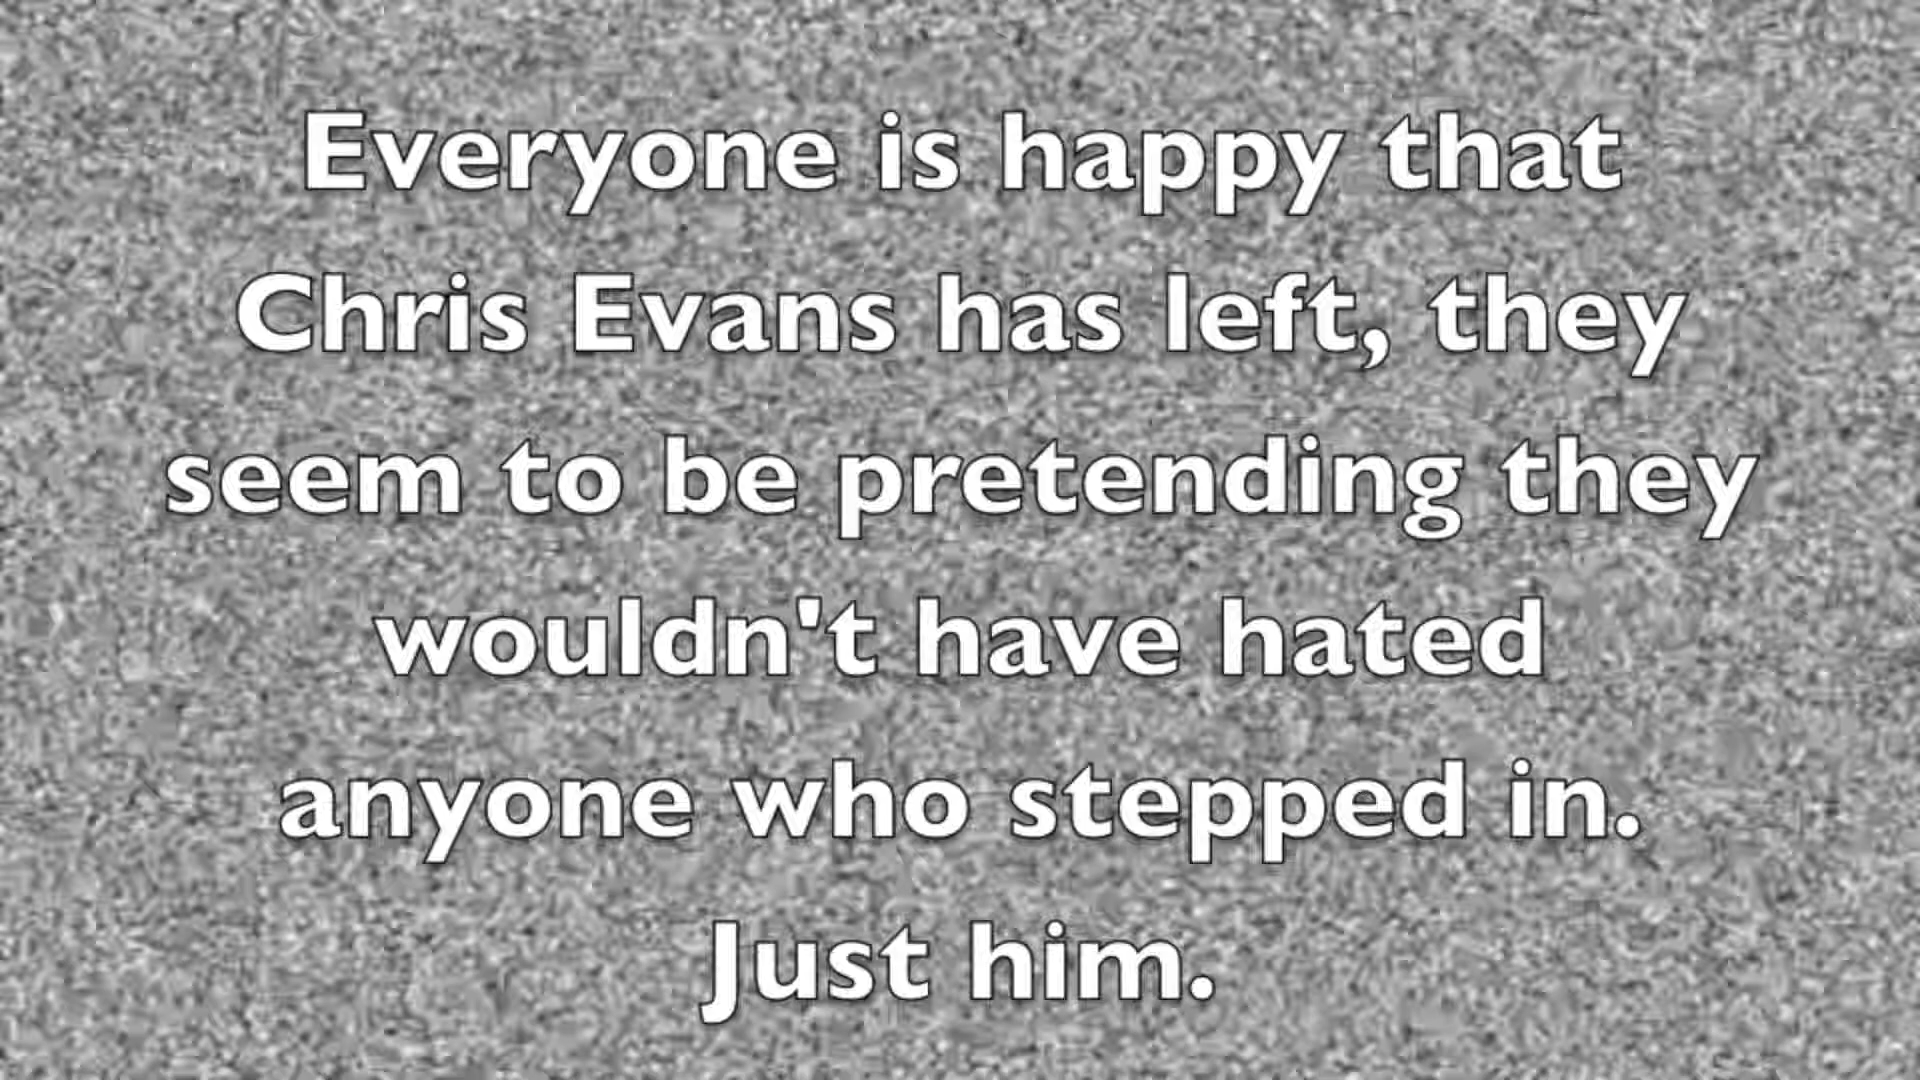 Everyone is happy that
Chris Evans has left, they
seem to be pretending they
wouldn't have hated
anyone who stepped in.
Just him.